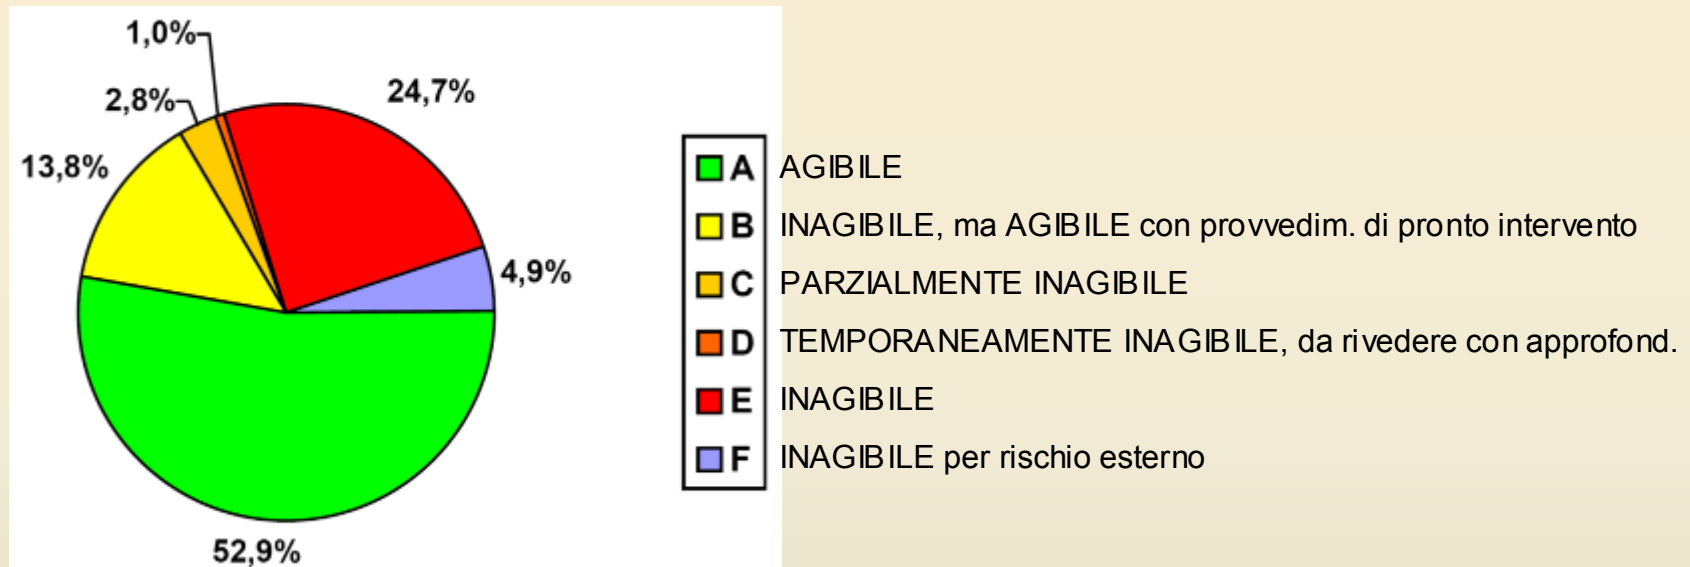 1,0%
2,8%
24,7%
13,8%
4,9%
52,9%
A AGIBILE
B INAGIBILE, ma AGIBILE con provvedim. di pronto intervento
C PARZIALMENTE INAGIBILE
D TEMPORANEAMENTE INAGIBILE, da rivedere con approfond.
E INAGIBILE
F INAGIBILE per rischio esterno